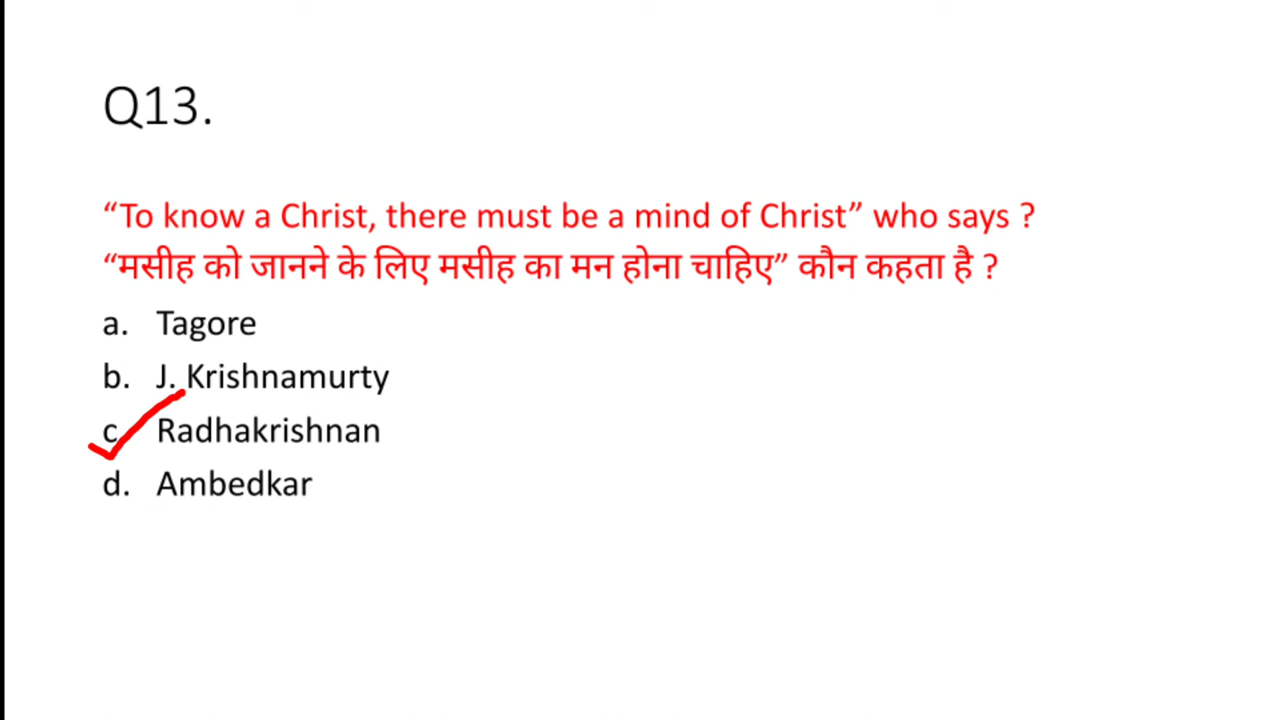 Q13.
“To know a Christ, there must be a mind of Christ” who says ?
“मसीह को जानने के लिए मसीह का मन होना चाहिए” कौन कहता है ?
a. Tagore
b. J. Krishnamurty
c. Radhakrishnan
d. Ambedkar